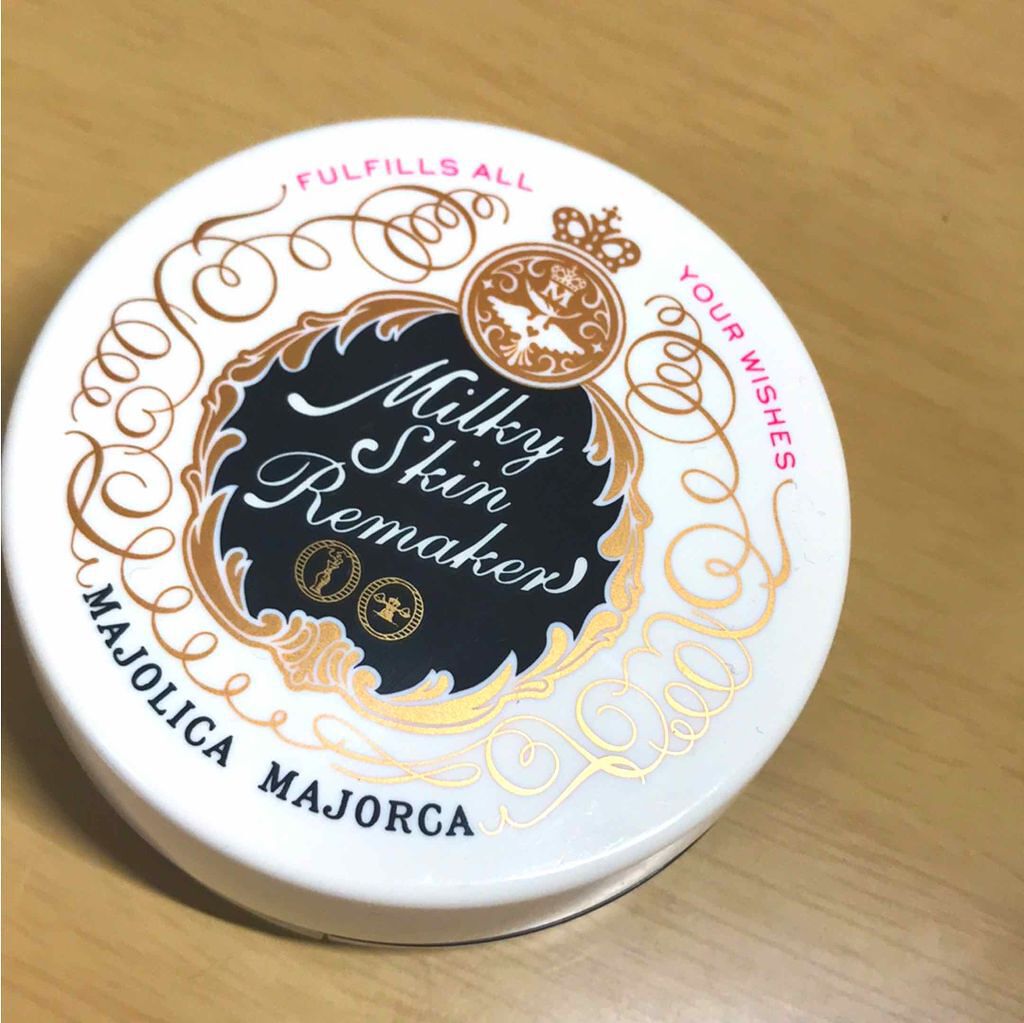 FULFILLS ALL
YOUR WISHES
M
Milky
Skin
Remaker
MAJOLICA MAJORCA